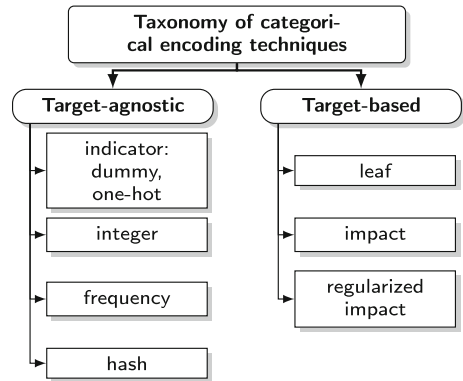 Taxonomy of categori-
cal encoding techniques
Target-agnostic
indicator:
dummy,
one-hot
integer
frequency
hash
Target-based
leaf
impact
regularized
impact